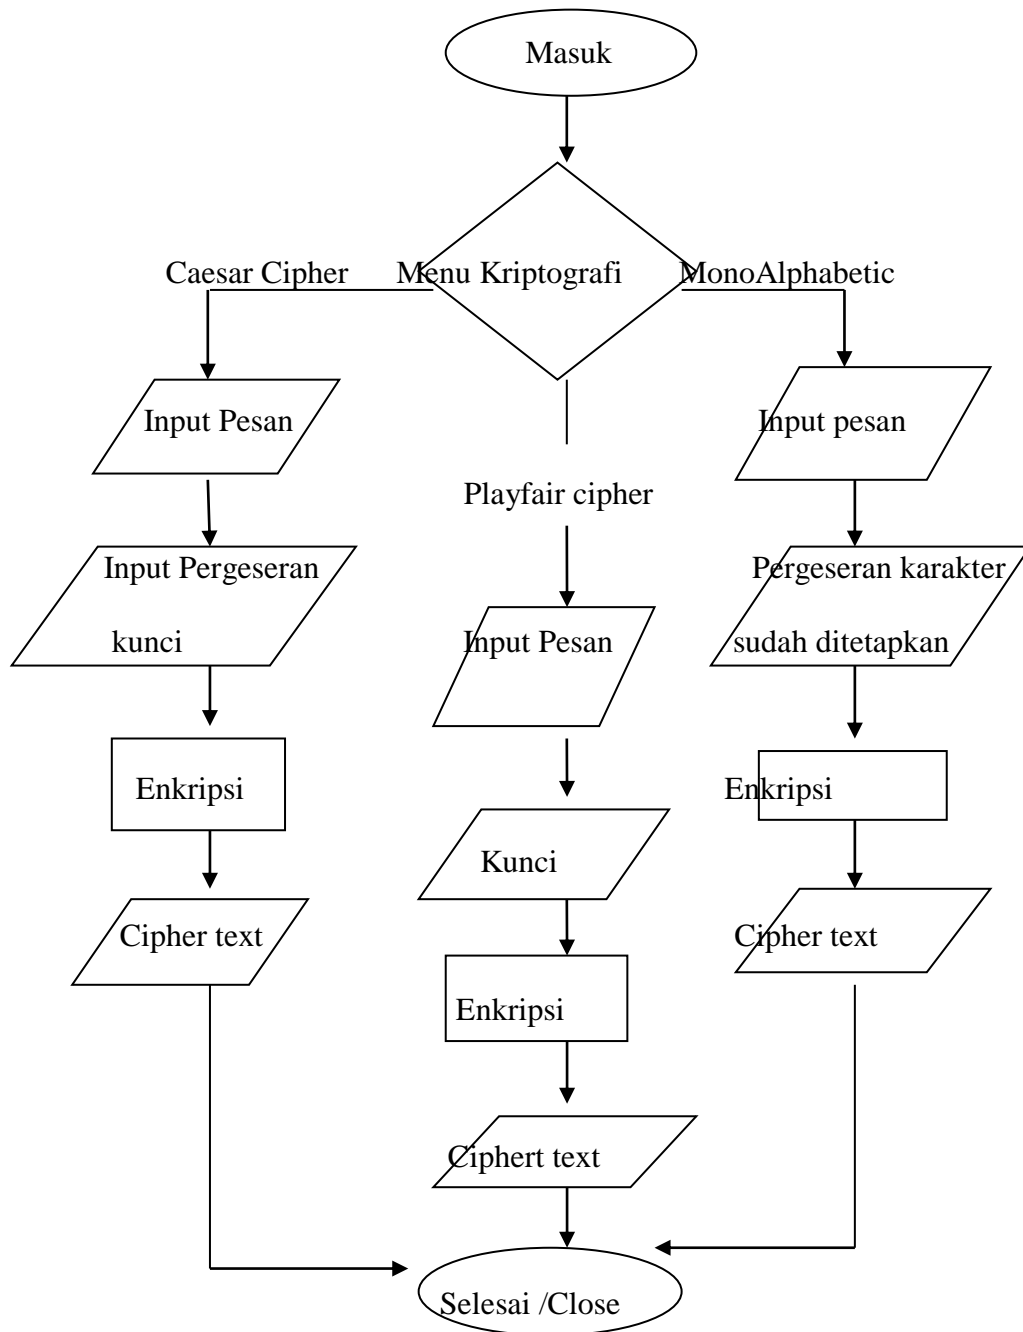 Masuk
Caesar Cipher
Menu Kriptografi
MonoAlphabetic
Input Pesan
Input pesan
Playfair cipher
Input Pergeseran
kunci
Pergeseran karakter
sudah ditetapkan
Input Pesan
Enkripsi
Enkripsi
Kunci
Cipher text
Cipher text
Enkripsi
Ciphert text
Selesai /Close